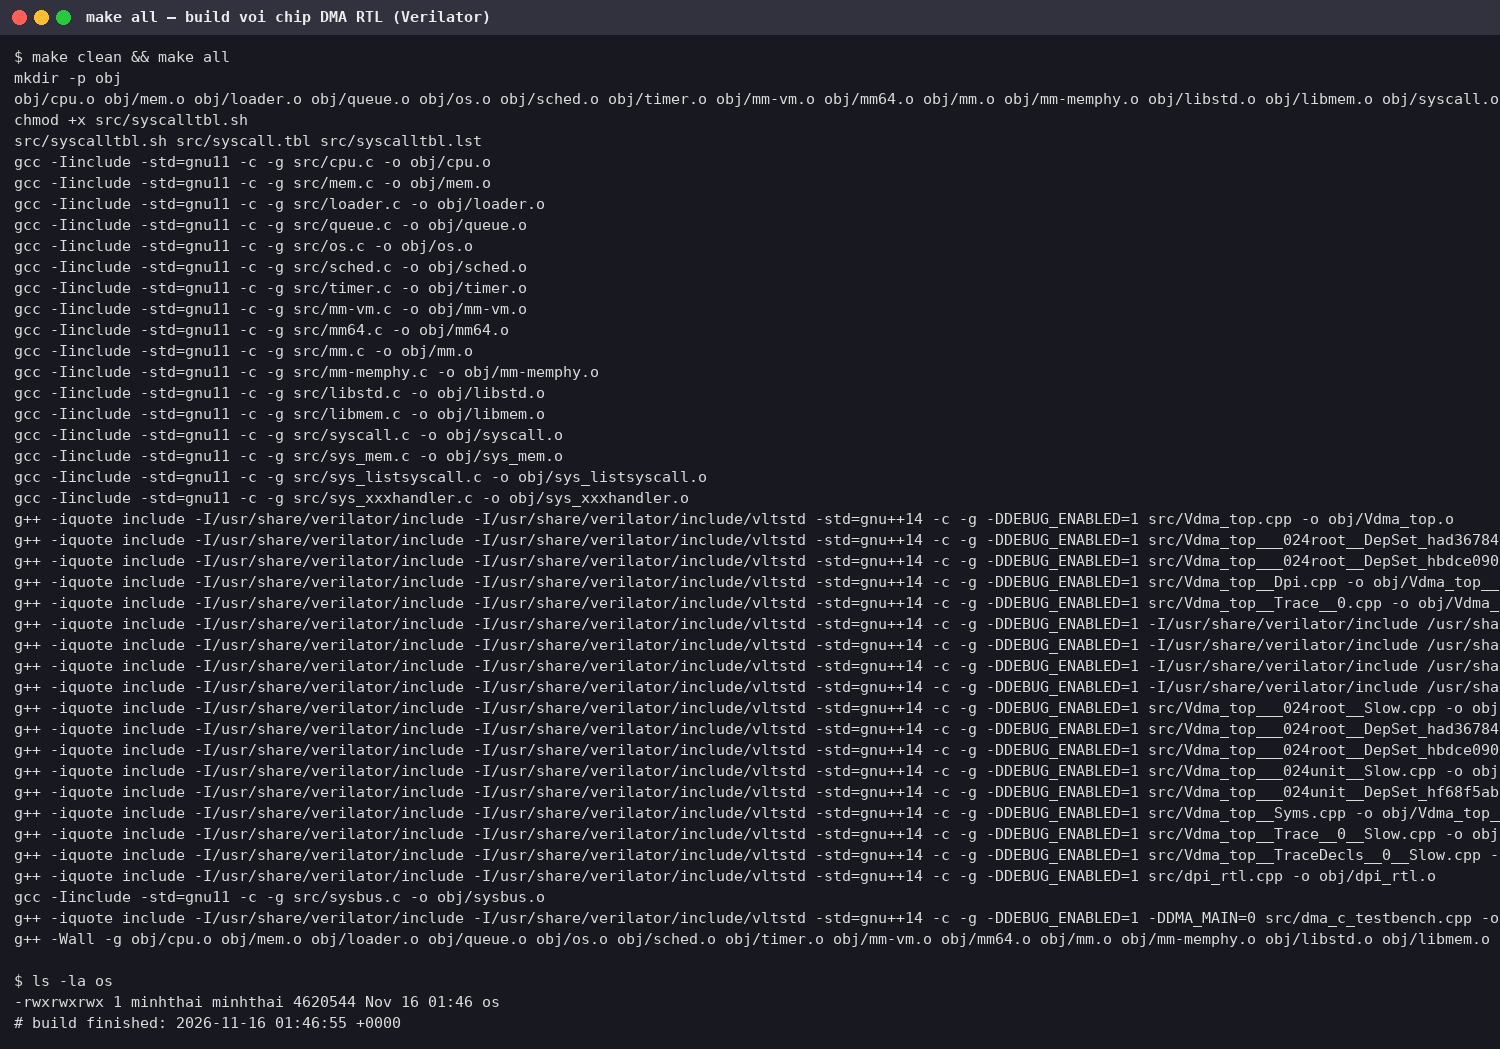 make all — build voi chip DMA RTL (Verilator)
$ make clean && make all
mkdir -p obj
obj/cpu.o obj/mem.o obj/loader.o obj/queue.o obj/os.o obj/sched.o obj/timer.o obj/mm-vm.o obj/mm64.o obj/mm.o obj/mm-memphy.o obj/libstd.o obj/libmem.o obj/syscall.o
chmod +x src/syscalltbl.sh
src/syscalltbl.sh src/syscall.tbl src/syscalltbl.lst
gcc -Iinclude -std=gnu11 -c -g src/cpu.c -o obj/cpu.o
gcc -Iinclude -std=gnu11 -c -g src/mem.c -o obj/mem.o
gcc -Iinclude -std=gnu11 -c -g src/loader.c -o obj/loader.o
gcc -Iinclude -std=gnu11 -c -g src/queue.c -o obj/queue.o
gcc -Iinclude -std=gnu11 -c -g src/os.c -o obj/os.o
gcc -Iinclude -std=gnu11 -c -g src/sched.c -o obj/sched.o
gcc -Iinclude -std=gnu11 -c -g src/timer.c -o obj/timer.o
gcc -Iinclude -std=gnu11 -c -g src/mm-vm.c -o obj/mm-vm.o
gcc -Iinclude -std=gnu11 -c -g src/mm64.c -o obj/mm64.o
gcc -Iinclude -std=gnu11 -c -g src/mm.c -o obj/mm.o
gcc -Iinclude -std=gnu11 -c -g src/mm-memphy.c -o obj/mm-memphy.o
gcc -Iinclude -std=gnu11 -c -g src/libstd.c -o obj/libstd.o
gcc -Iinclude -std=gnu11 -c -g src/libmem.c -o obj/libmem.o
gcc -Iinclude -std=gnu11 -c -g src/syscall.c -o obj/syscall.o
gcc -Iinclude -std=gnu11 -c -g src/sys_mem.c -o obj/sys_mem.o
gcc -Iinclude -std=gnu11 -c -g src/sys_listsyscall.c -o obj/sys_listsyscall.o
gcc -Iinclude -std=gnu11 -c -g src/sys_xxxhandler.c -o obj/sys_xxxhandler.o
g++ -iquote include -I/usr/share/verilator/include -I/usr/share/verilator/include/vltstd -std=gnu++14 -c -g -DDEBUG_ENABLED=1 src/Vdma_top.cpp -o obj/Vdma_top.o
g++ -iquote include -I/usr/share/verilator/include -I/usr/share/verilator/include/vltstd -std=gnu++14 -c -g -DDEBUG_ENABLED=1 src/Vdma_top___024root__DepSet_had36784
g++ -iquote include -I/usr/share/verilator/include -I/usr/share/verilator/include/vltstd -std=gnu++14 -c -g -DDEBUG_ENABLED=1 src/Vdma_top___024root__DepSet_hbdce090
g++ -iquote include -I/usr/share/verilator/include -I/usr/share/verilator/include/vltstd -std=gnu++14 -c -g -DDEBUG_ENABLED=1 src/Vdma_top__Dpi.cpp -o obj/Vdma_top__
g++ -iquote include -I/usr/share/verilator/include -I/usr/share/verilator/include/vltstd -std=gnu++14 -c -g -DDEBUG_ENABLED=1 src/Vdma_top__Trace__0.cpp -o obj/Vdma_
g++ -iquote include -I/usr/share/verilator/include -I/usr/share/verilator/include/vltstd -std=gnu++14 -c -g -DDEBUG_ENABLED=1 -I/usr/share/verilator/include /usr/sha
g++ -iquote include -I/usr/share/verilator/include -I/usr/share/verilator/include/vltstd -std=gnu++14 -c -g -DDEBUG_ENABLED=1 -I/usr/share/verilator/include /usr/sha
g++ -iquote include -I/usr/share/verilator/include -I/usr/share/verilator/include/vltstd -std=gnu++14 -c -g -DDEBUG_ENABLED=1 -I/usr/share/verilator/include /usr/sha
g++ -iquote include -I/usr/share/verilator/include -I/usr/share/verilator/include/vltstd -std=gnu++14 -c -g -DDEBUG_ENABLED=1 -I/usr/share/verilator/include /usr/sha
g++ -iquote include -I/usr/share/verilator/include -I/usr/share/verilator/include/vltstd -std=gnu++14 -c -g -DDEBUG_ENABLED=1 src/Vdma_top___024root__Slow.cpp -o obj
g++ -iquote include -I/usr/share/verilator/include -I/usr/share/verilator/include/vltstd -std=gnu++14 -c -g -DDEBUG_ENABLED=1 src/Vdma_top___024root__DepSet_had36784
g++ -iquote include -I/usr/share/verilator/include -I/usr/share/verilator/include/vltstd -std=gnu++14 -c -g -DDEBUG_ENABLED=1 src/Vdma_top___024root__DepSet_hbdce090
g++ -iquote include -I/usr/share/verilator/include -I/usr/share/verilator/include/vltstd -std=gnu++14 -c -g -DDEBUG_ENABLED=1 src/Vdma_top___024unit__Slow.cpp -o obj
g++ -iquote include -I/usr/share/verilator/include -I/usr/share/verilator/include/vltstd -std=gnu++14 -c -g -DDEBUG_ENABLED=1 src/Vdma_top___024unit__DepSet_hf68f5ab
g++ -iquote include -I/usr/share/verilator/include -I/usr/share/verilator/include/vltstd -std=gnu++14 -c -g -DDEBUG_ENABLED=1 src/Vdma_top__Syms.cpp -o obj/Vdma_top_
g++ -iquote include -I/usr/share/verilator/include -I/usr/share/verilator/include/vltstd -std=gnu++14 -c -g -DDEBUG_ENABLED=1 src/Vdma_top__Trace__0__Slow.cpp -o obj
g++ -iquote include -I/usr/share/verilator/include -I/usr/share/verilator/include/vltstd -std=gnu++14 -c -g -DDEBUG_ENABLED=1 src/Vdma_top__TraceDecls__0__Slow.cpp -
g++ -iquote include -I/usr/share/verilator/include -I/usr/share/verilator/include/vltstd -std=gnu++14 -c -g -DDEBUG_ENABLED=1 src/dpi_rtl.cpp -o obj/dpi_rtl.o
gcc -Iinclude -std=gnu11 -c -g src/sysbus.c -o obj/sysbus.o
g++ -iquote include -I/usr/share/verilator/include -I/usr/share/verilator/include/vltstd -std=gnu++14 -c -g -DDEBUG_ENABLED=1 -DDMA_MAIN=0 src/dma_c_testbench.cpp -o
g++ -Wall -g obj/cpu.o obj/mem.o obj/loader.o obj/queue.o obj/os.o obj/sched.o obj/timer.o obj/mm-vm.o obj/mm64.o obj/mm.o obj/mm-memphy.o obj/libstd.o obj/libmem.o
$ ls -la os
-rwxrwxrwx 1 minhthai minhthai 4620544 Nov 16 01:46 os
# build finished: 2026-11-16 01:46:55 +0000